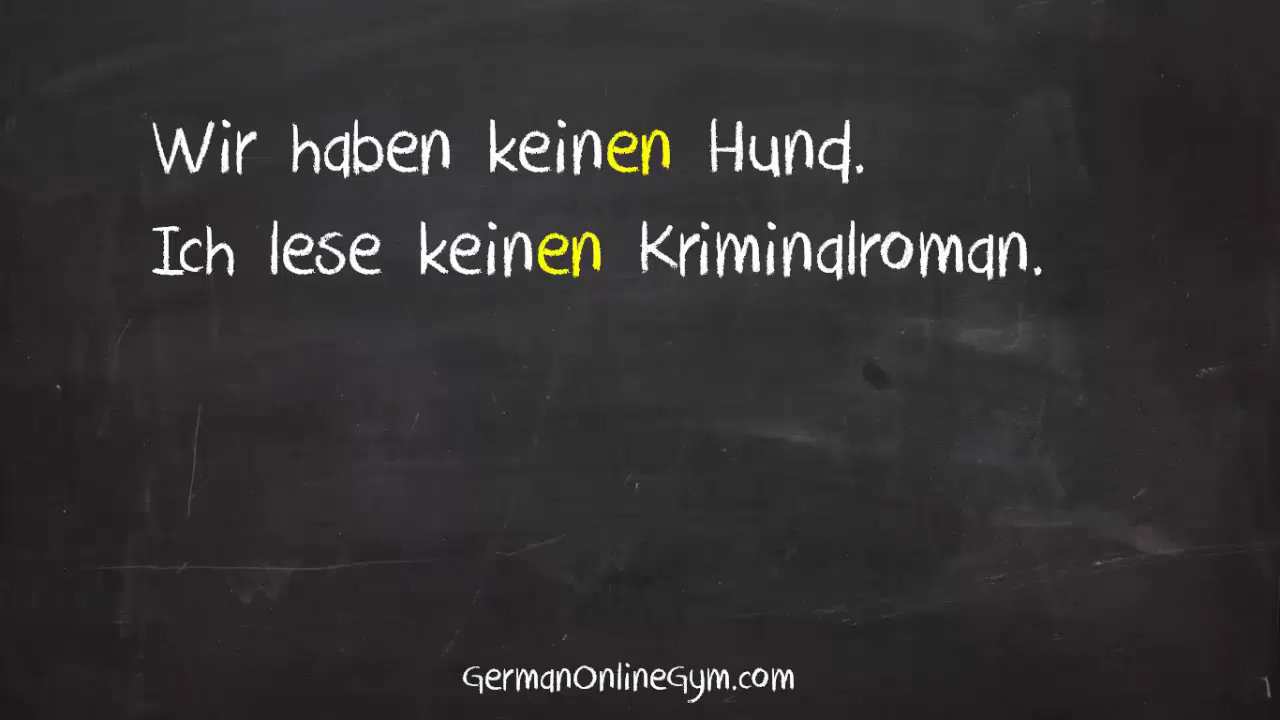 Wir haben keinen Hund.
Ich lese keinen Kriminalroman.
GermanOnlineGym.com